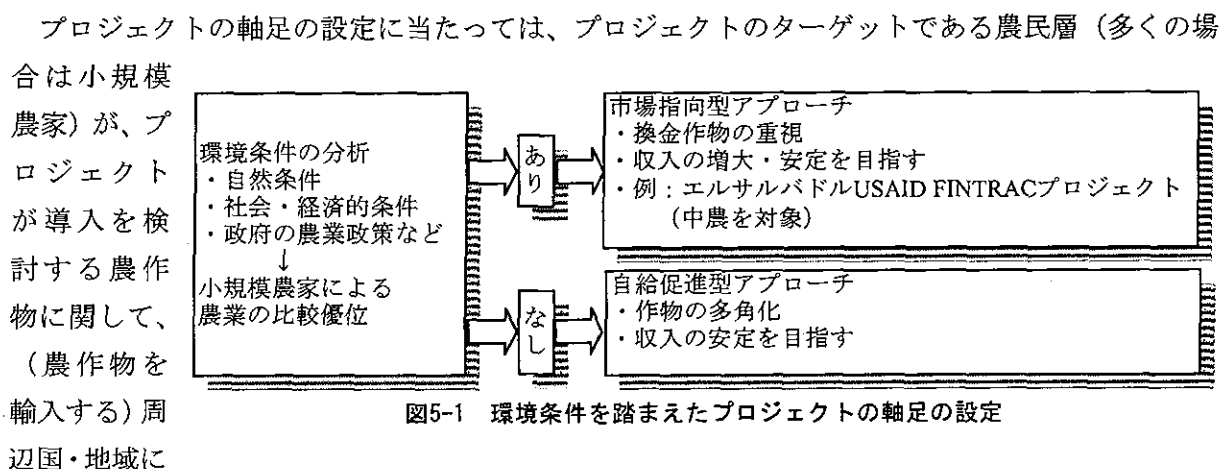 プロジェクトの軸足の設定に当たっては、プロジェクトのターゲットである農民層（多くの場
合は小規模
農家）が、プ
ロジェクト
が導入を検
討する農作
物に関して、
（農作物を
輸入する）周
辺国・地域に
環境条件の分析
・自然条件
・社会・経済的条件
・政府の農業政策など
↓
小規模農家による
農業の比較優位
あり
市場指向型アプローチ
・換金作物の重視
・収入の増大・安定を目指す
・例：エルサルバドルUSAID FINTRACプロジェクト
（中農を対象）
なし
自給促進型アプローチ
・作物の多角化
・収入の安定を目指す
図5-1　環境条件を踏まえたプロジェクトの軸足の設定